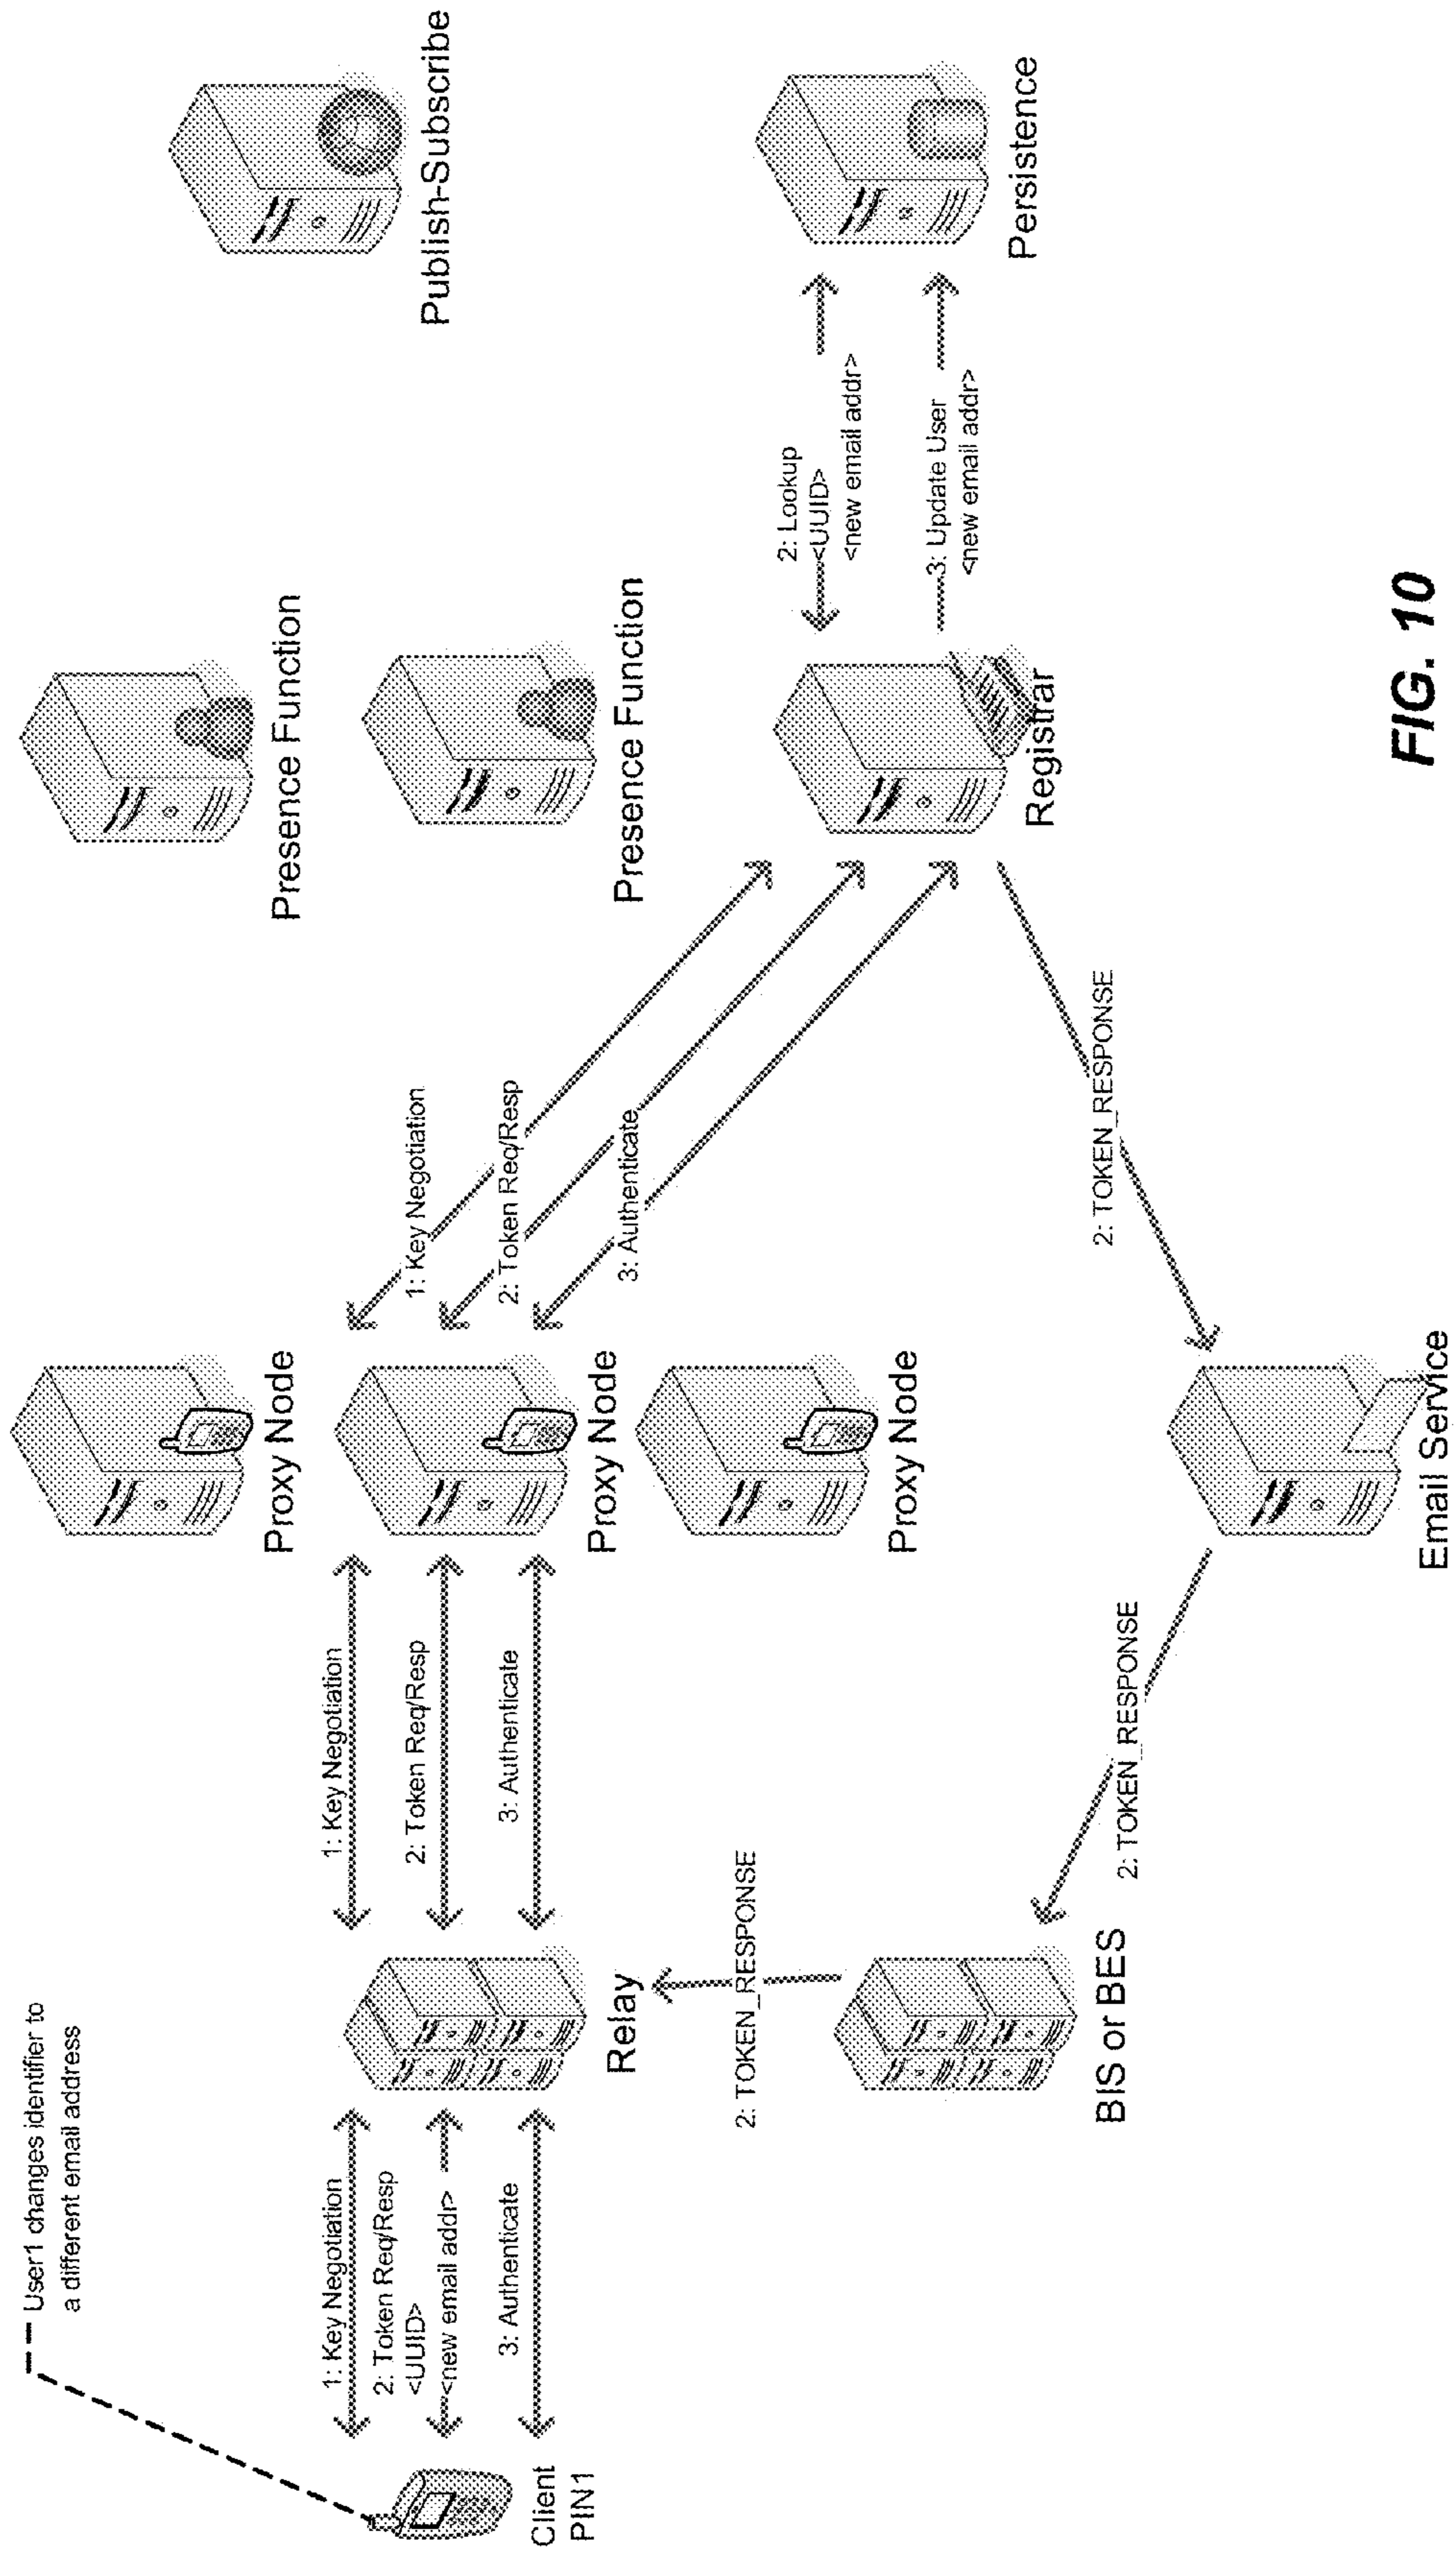 User1 changes identifier to
a different email address
Client
PIN1
1: Key Negotiation
2: Token Req/Resp
<UUID>
<new email addr>
3: Authenticate
Relay
2: TOKEN_RESPONSE
BIS or BES
1: Key Negotiation
2: Token Req/Resp
3: Authenticate
2: TOKEN_RESPONSE
Proxy Node
Proxy Node
Proxy Node
Email Service
1: Key Negotiation
2: Token Req/Resp
3: Authenticate
2: TOKEN_RESPONSE
Presence Function
Presence Function
Registrar
2: Lookup
<UUID>
<new email addr>
3: Update User
<new email addr>
Publish-Subscribe
Persistence
FIG. 10